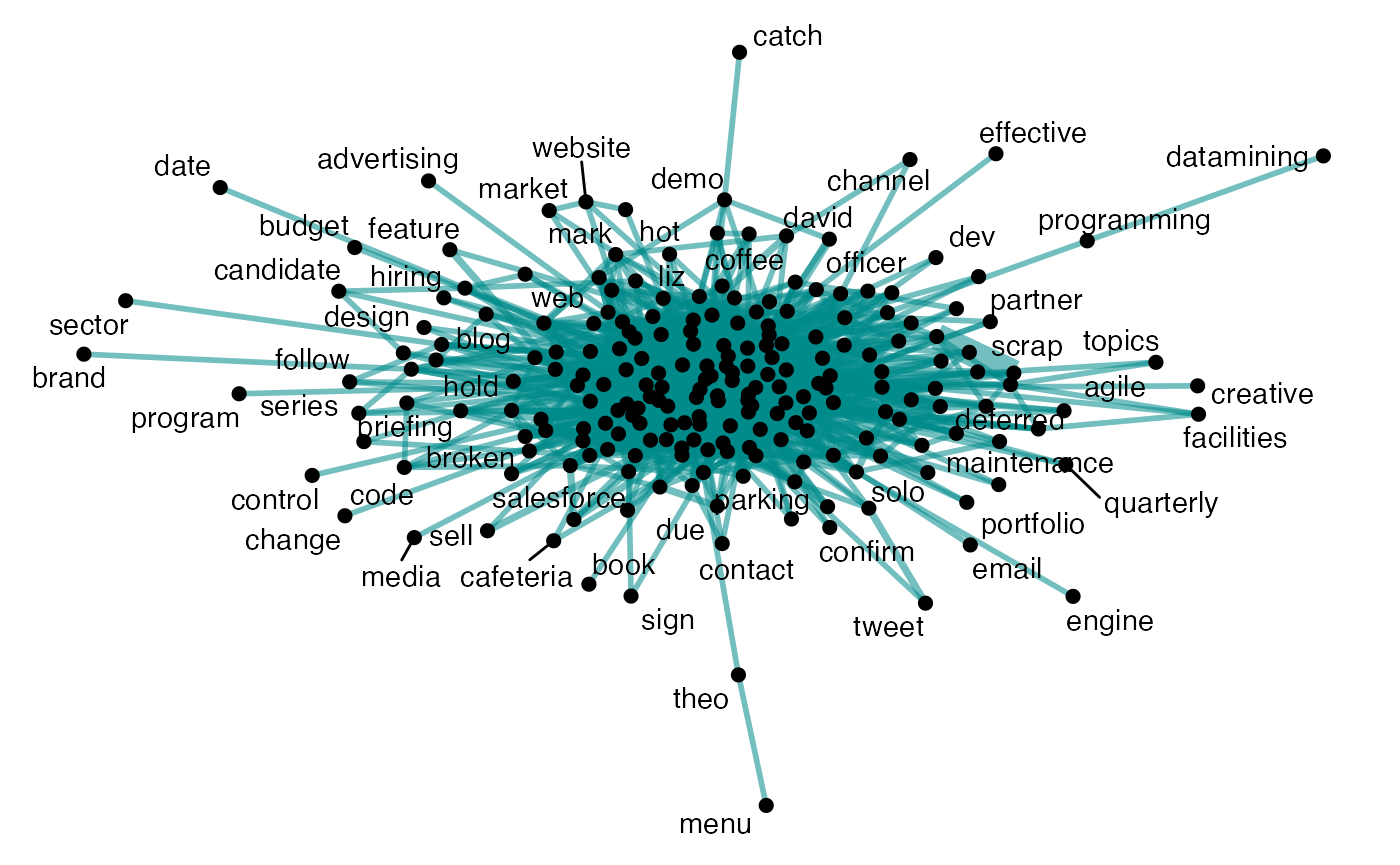 catch
effective
website
datamining
advertising
date
market
demo
channel
david
programming
budget
feature
mark
hot
dev
coffee
officer
candidate
hiring
liz
web
partner
sector
design
blog
scrap
topics
brand
follow
hold
agile
creative
program
series
briefing
deferred
facilities
broken
maintenance
control
code
salesforce
parking
solo
quarterly
change
sell
due
portfolio
confirm
media
cafeteria
book
contact
email
sign
tweet
engine
theo
menu